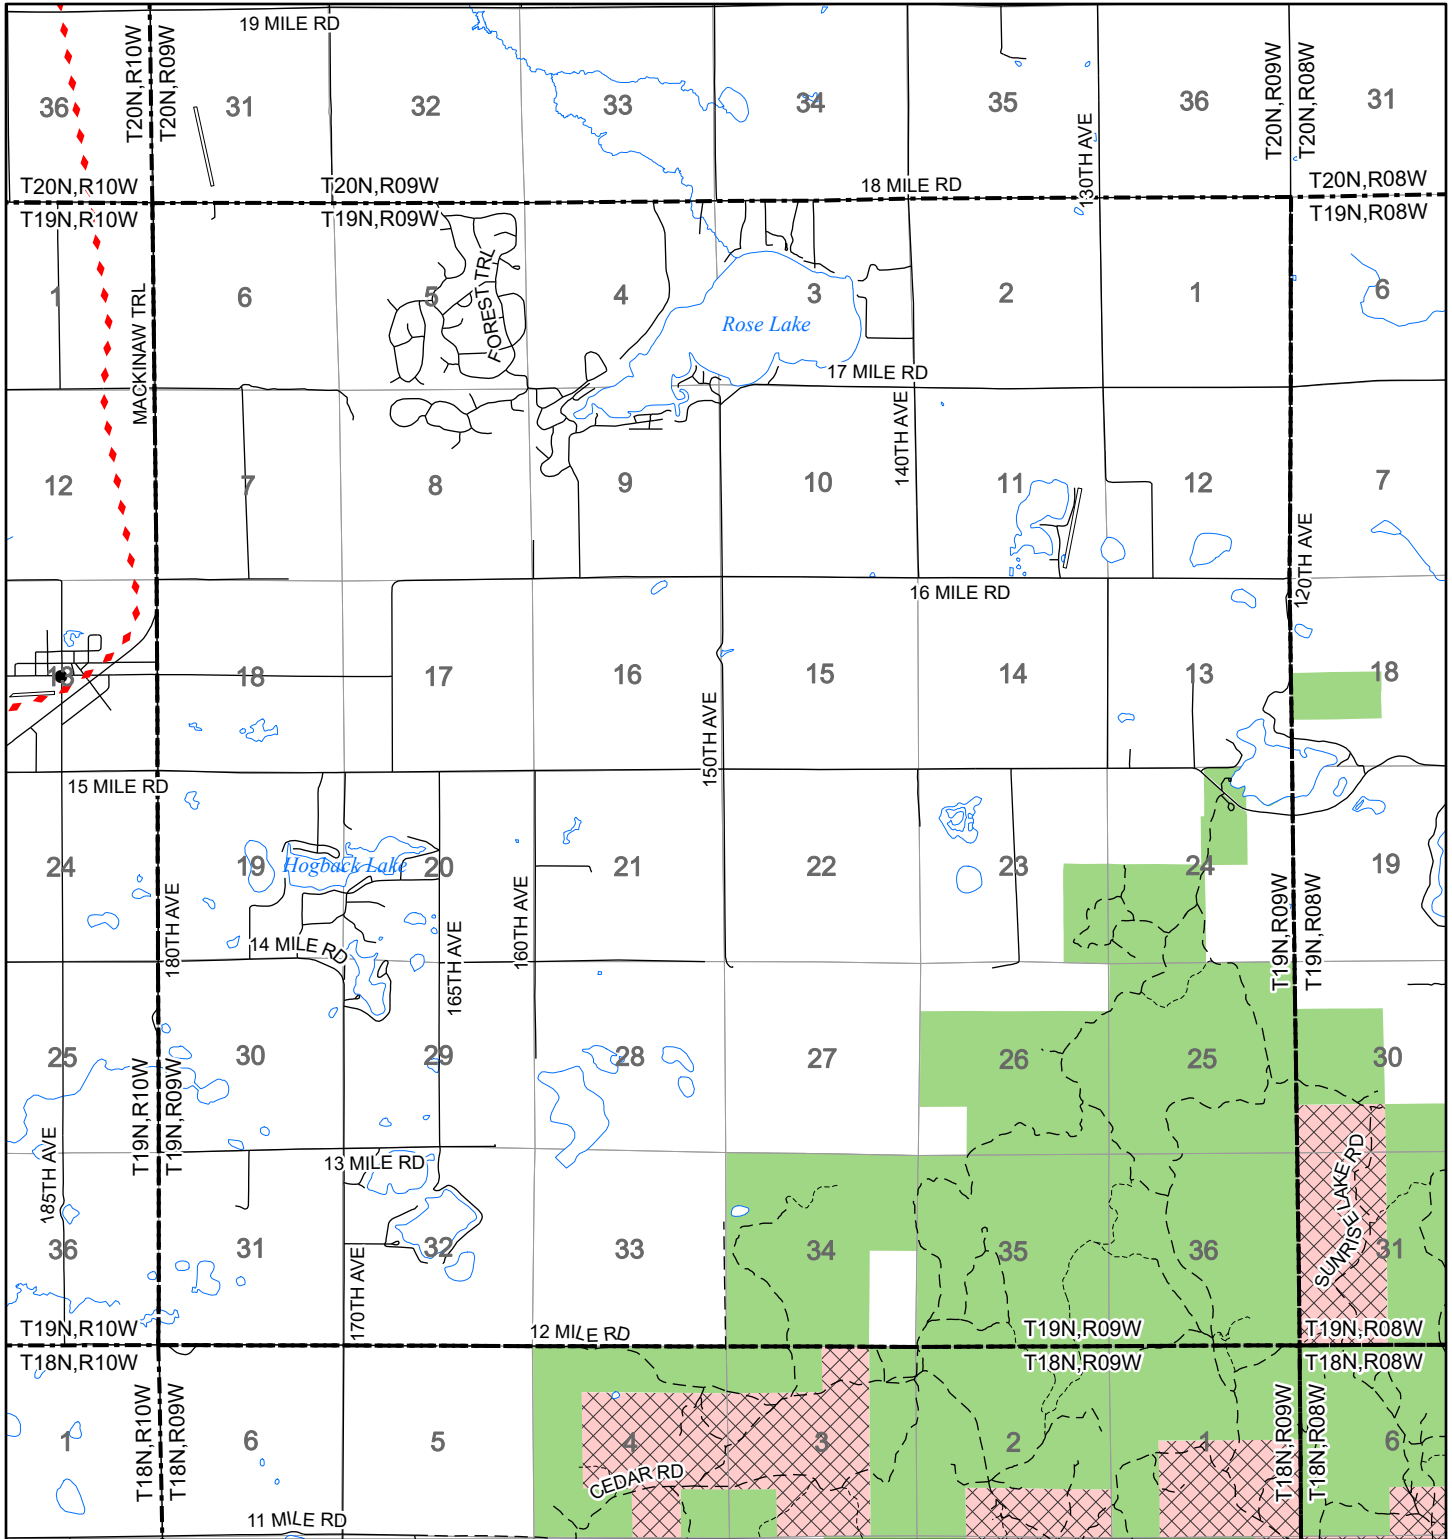 19 MILE RD
T20N,R10W
T20N,R09W
T20N,R09W
T20N,R08W
36
31
32
33
34
35
36
31
130TH AVE
T20N,R10W
T20N,R09W
18 MILE RD
T20N,R08W
T19N,R10W
T19N,R09W
T19N,R08W
1
6
5
4
3
2
1
6
MACKINAW TRL
FOREST TRL
Rose Lake
17 MILE RD
140TH AVE
12
7
8
9
10
11
12
7
120TH AVE
16 MILE RD
13
18
17
16
15
14
13
18
150TH AVE
15 MILE RD
24
19
Hogback Lake
20
21
22
23
24
19
180TH AVE
14 MILE RD
165TH AVE
160TH AVE
T19N,R09W
T19N,R08W
25
30
29
28
27
26
25
30
T19N,R10W
T19N,R09W
185TH AVE
13 MILE RD
SUNRISE LAKE RD
36
31
32
33
34
35
36
31
170TH AVE
T19N,R10W
12 MILE RD
T19N,R09W
T19N,R08W
T18N,R10W
T18N,R09W
T18N,R08W
T18N,R10W
T18N,R09W
T18N,R09W
T18N,R08W
1
6
5
4
3
2
1
6
CEDAR RD
11 MILE RD